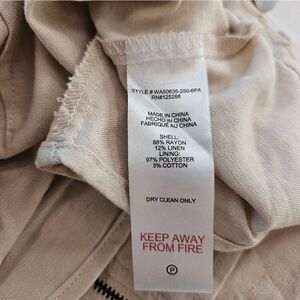 STYLE # WA50635-250-6PA
RN#125288
MADE IN CHINA
HECHO IN CHINA
FABRIQUÉ AU CHINA
SHELL:
88% RAYON
12% LINEN
LINING:
97% POLYESTER
3% COTTON
DRY CLEAN ONLY
KEEP AWAY
FROM FIRE
P